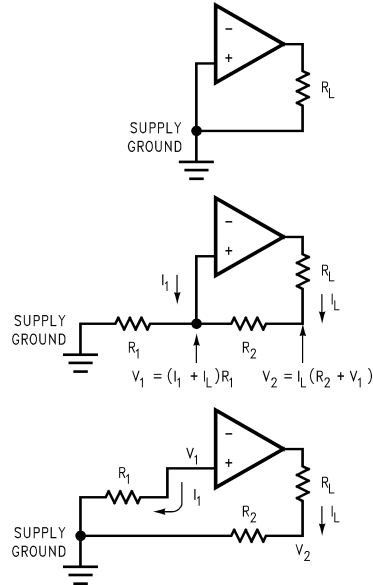 −
+
R_L
SUPPLY
GROUND
−
+
I_1
R_L
I_L
SUPPLY
GROUND
R_1
R_2
V_1 = (I_1 + I_L)R_1
V_2 = I_L(R_2 + V_1)
−
+
V_1
R_1
I_1
R_L
I_L
R_2
SUPPLY
GROUND
V_2